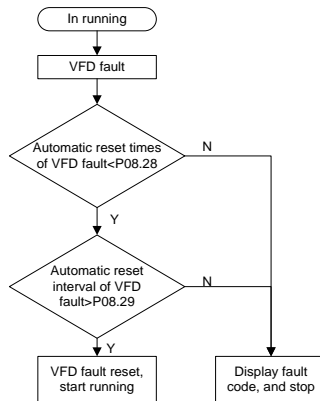 In running
VFD fault
Automatic reset times
of VFD fault<P08.28
N
Y
Automatic reset
interval of VFD
fault>P08.29
N
Y
VFD fault reset,
start running
Display fault
code, and stop